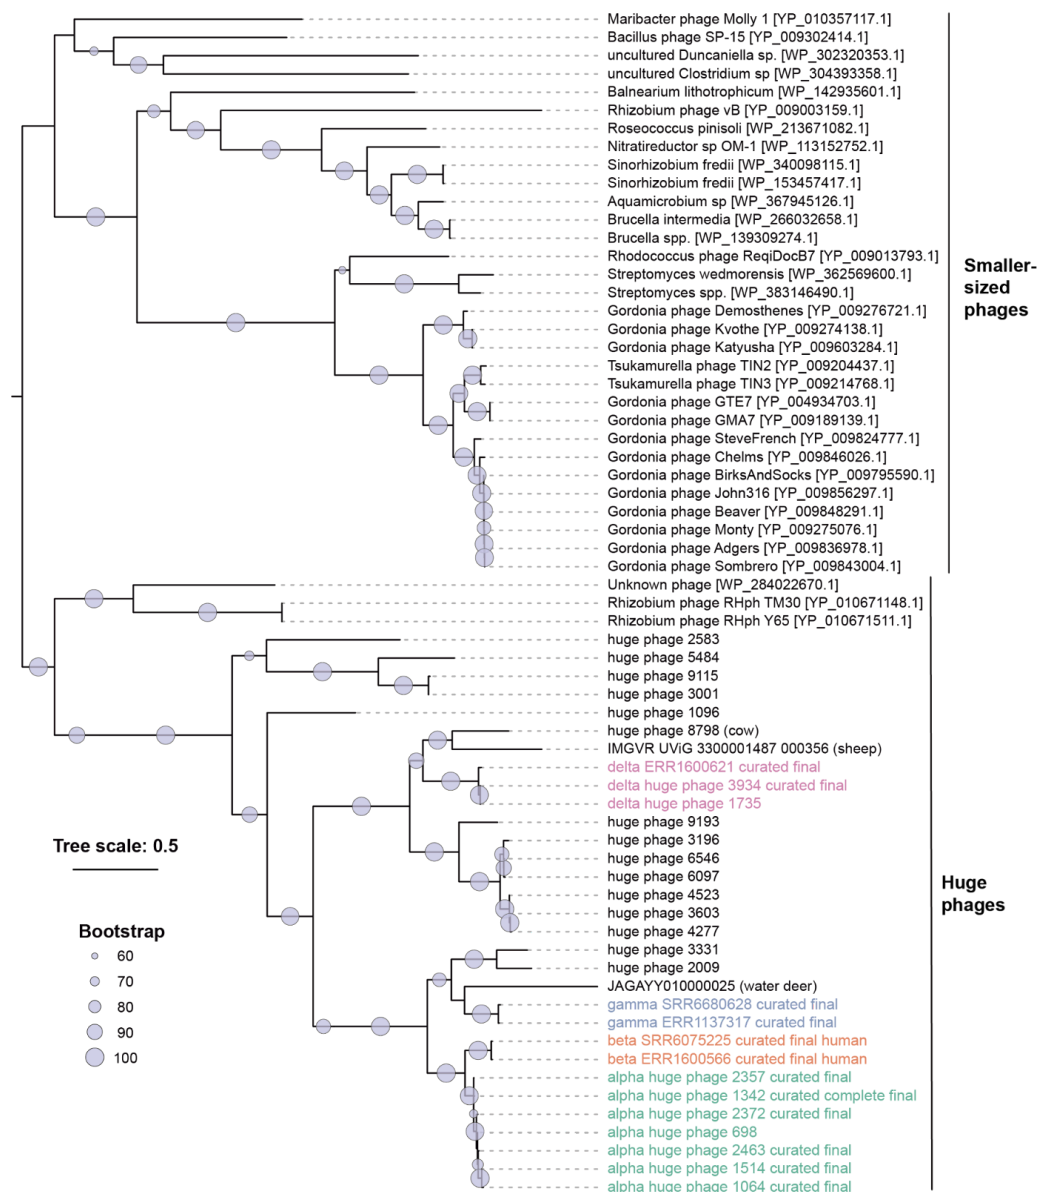 Maribacter phage Molly 1 [YP_010357117.1]
Bacillus phage SP-15 [YP_009302414.1]
uncultured Duncaniella sp. [WP_302320353.1]
uncultured Clostridium sp [WP_304393358.1]
Balnearium lithotrophicum [WP_142935601.1]
Rhizobium phage vB [YP_009003159.1]
Roseococcus pinisoli [WP_213671082.1]
Nitratireductor sp OM-1 [WP_113152752.1]
Sinorhizobium fredii [WP_340098115.1]
Sinorhizobium fredii [WP_153457417.1]
Aquamicrobium sp [WP_367945126.1]
Brucella intermedia [WP_266032658.1]
Brucella spp. [WP_139309274.1]
Rhodococcus phage ReqiDocB7 [YP_009013793.1]
Streptomyces wedmorensis [WP_362569600.1]
Streptomyces spp. [WP_383146490.1]
Gordonia phage Demosthenes [YP_009276721.1]
Gordonia phage Kvothe [YP_009274138.1]
Gordonia phage Katyusha [YP_009603284.1]
Tsukamurella phage TIN2 [YP_009204437.1]
Tsukamurella phage TIN3 [YP_009214768.1]
Gordonia phage GTE7 [YP_004934703.1]
Gordonia phage GMA7 [YP_009189139.1]
Gordonia phage SteveFrench [YP_009824777.1]
Gordonia phage Chelms [YP_009846026.1]
Gordonia phage BirksAndSocks [YP_009795590.1]
Gordonia phage John316 [YP_009856297.1]
Gordonia phage Beaver [YP_009848291.1]
Gordonia phage Monty [YP_009275076.1]
Gordonia phage Adgers [YP_009836978.1]
Gordonia phage Sombrero [YP_009843004.1]
Smaller-
sized
phages
Unknown phage [WP_284022670.1]
Rhizobium phage RHph TM30 [YP_010671148.1]
Rhizobium phage RHph Y65 [YP_010671511.1]
huge phage 2583
huge phage 5484
huge phage 9115
huge phage 3001
huge phage 1096
huge phage 8798 (cow)
IMGVR UViG 3300001487 000356 (sheep)
delta ERR1600621 curated final
delta huge phage 3934 curated final
delta huge phage 1735
huge phage 9193
huge phage 3196
huge phage 6546
huge phage 6097
huge phage 4523
huge phage 3603
huge phage 4277
huge phage 3331
huge phage 2009
JAGAYY010000025 (water deer)
gamma SRR6680628 curated final
gamma ERR1137317 curated final
beta SRR6075225 curated final human
beta ERR1600566 curated final human
alpha huge phage 2357 curated final
alpha huge phage 1342 curated complete final
alpha huge phage 2372 curated final
alpha huge phage 698
alpha huge phage 2463 curated final
alpha huge phage 1514 curated final
alpha huge phage 1064 curated final
Huge
phages
Tree scale: 0.5
Bootstrap
60
70
80
90
100